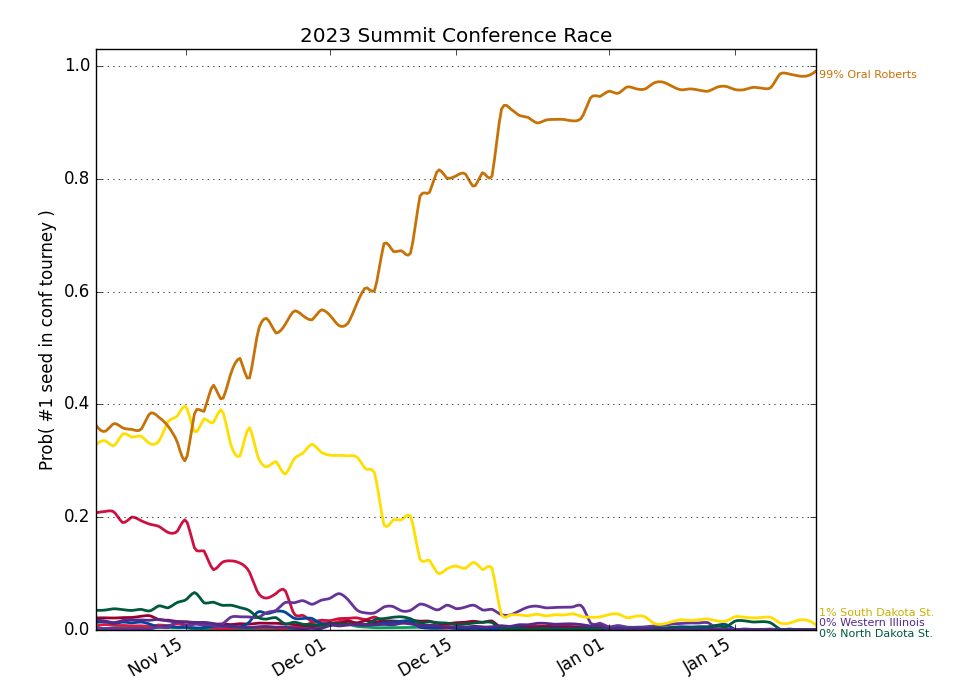 2023 Summit Conference Race
Prob( #1 seed in conf tourney )
1.0
0.8
0.6
0.4
0.2
0.0
Nov 15
Dec 01
Dec 15
Jan 01
Jan 15
99% Oral Roberts
1% South Dakota St.
0% Western Illinois
0% North Dakota St.